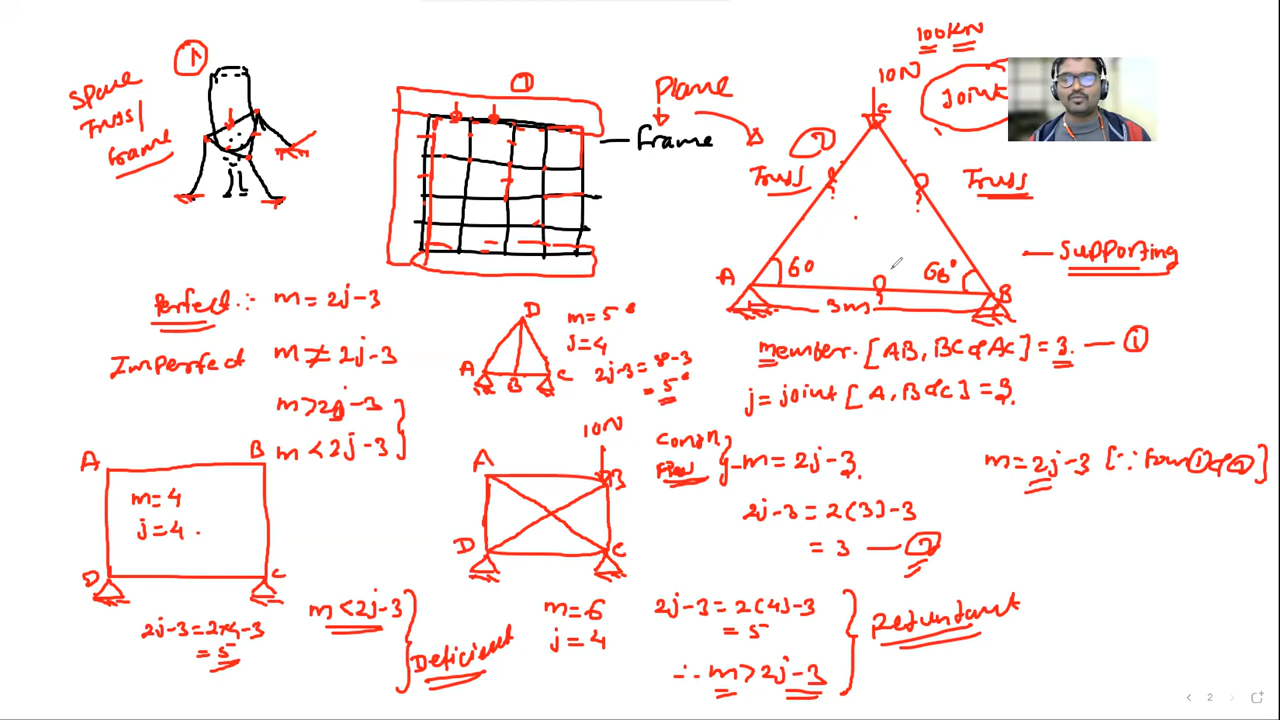 ①
Space
Truss/
frame
①
Plane
frame
②
Truss
100KN
10N
Joint
C
Truss
A
60
60°
B
3m
Supporting
Perfect :- m = 2j-3
Imperfect m ≠ 2j-3
m > 2j-3
m < 2j-3
D
A
B
C
m = 5
j = 4
2j-3 = 8-3
= 5
member. [AB, BC & AC] = 3. — ①
j = joint [A, B & C] = 3.
m = 2j-3
2j-3 = 2(3)-3
= 3 — ②
m = 2j-3 [∵ from ① & ②]
A
B
m = 4
j = 4
D
C
2j-3 = 2×4-3
= 5
m < 2j-3
Deficient
10N
A
B
D
C
m = 6
j = 4
2j-3 = 2(4)-3
= 5
∴ m > 2j-3
Redundant
2